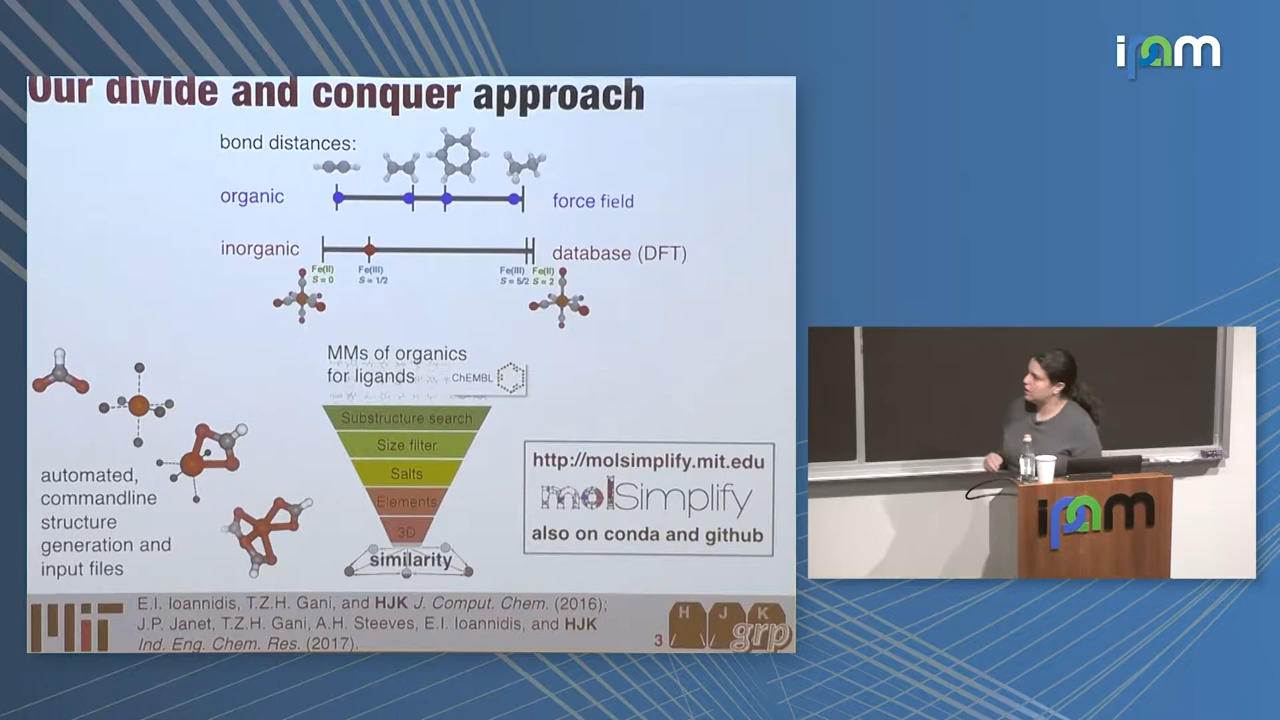 ipam
Our divide and conquer approach
bond distances:
organic
force field
inorganic
database (DFT)
Fe(II)
S = 0
Fe(III)
S = 1/2
Fe(III)
S = 5/2
Fe(II)
S = 2
MMs of organics
for ligands
ChEMBL
Substructure search
Size filter
Salts
Elements
3D
similarity
automated,
commandline
structure
generation and
input files
http://molsimplify.mit.edu
molSimplify
also on conda and github
MIT
E.I. Ioannidis, T.Z.H. Gani, and HJK J. Comput. Chem. (2016);
J.P. Janet, T.Z.H. Gani, A.H. Steeves, E.I. Ioannidis, and HJK
Ind. Eng. Chem. Res. (2017).
3
H J K
grp
ipam